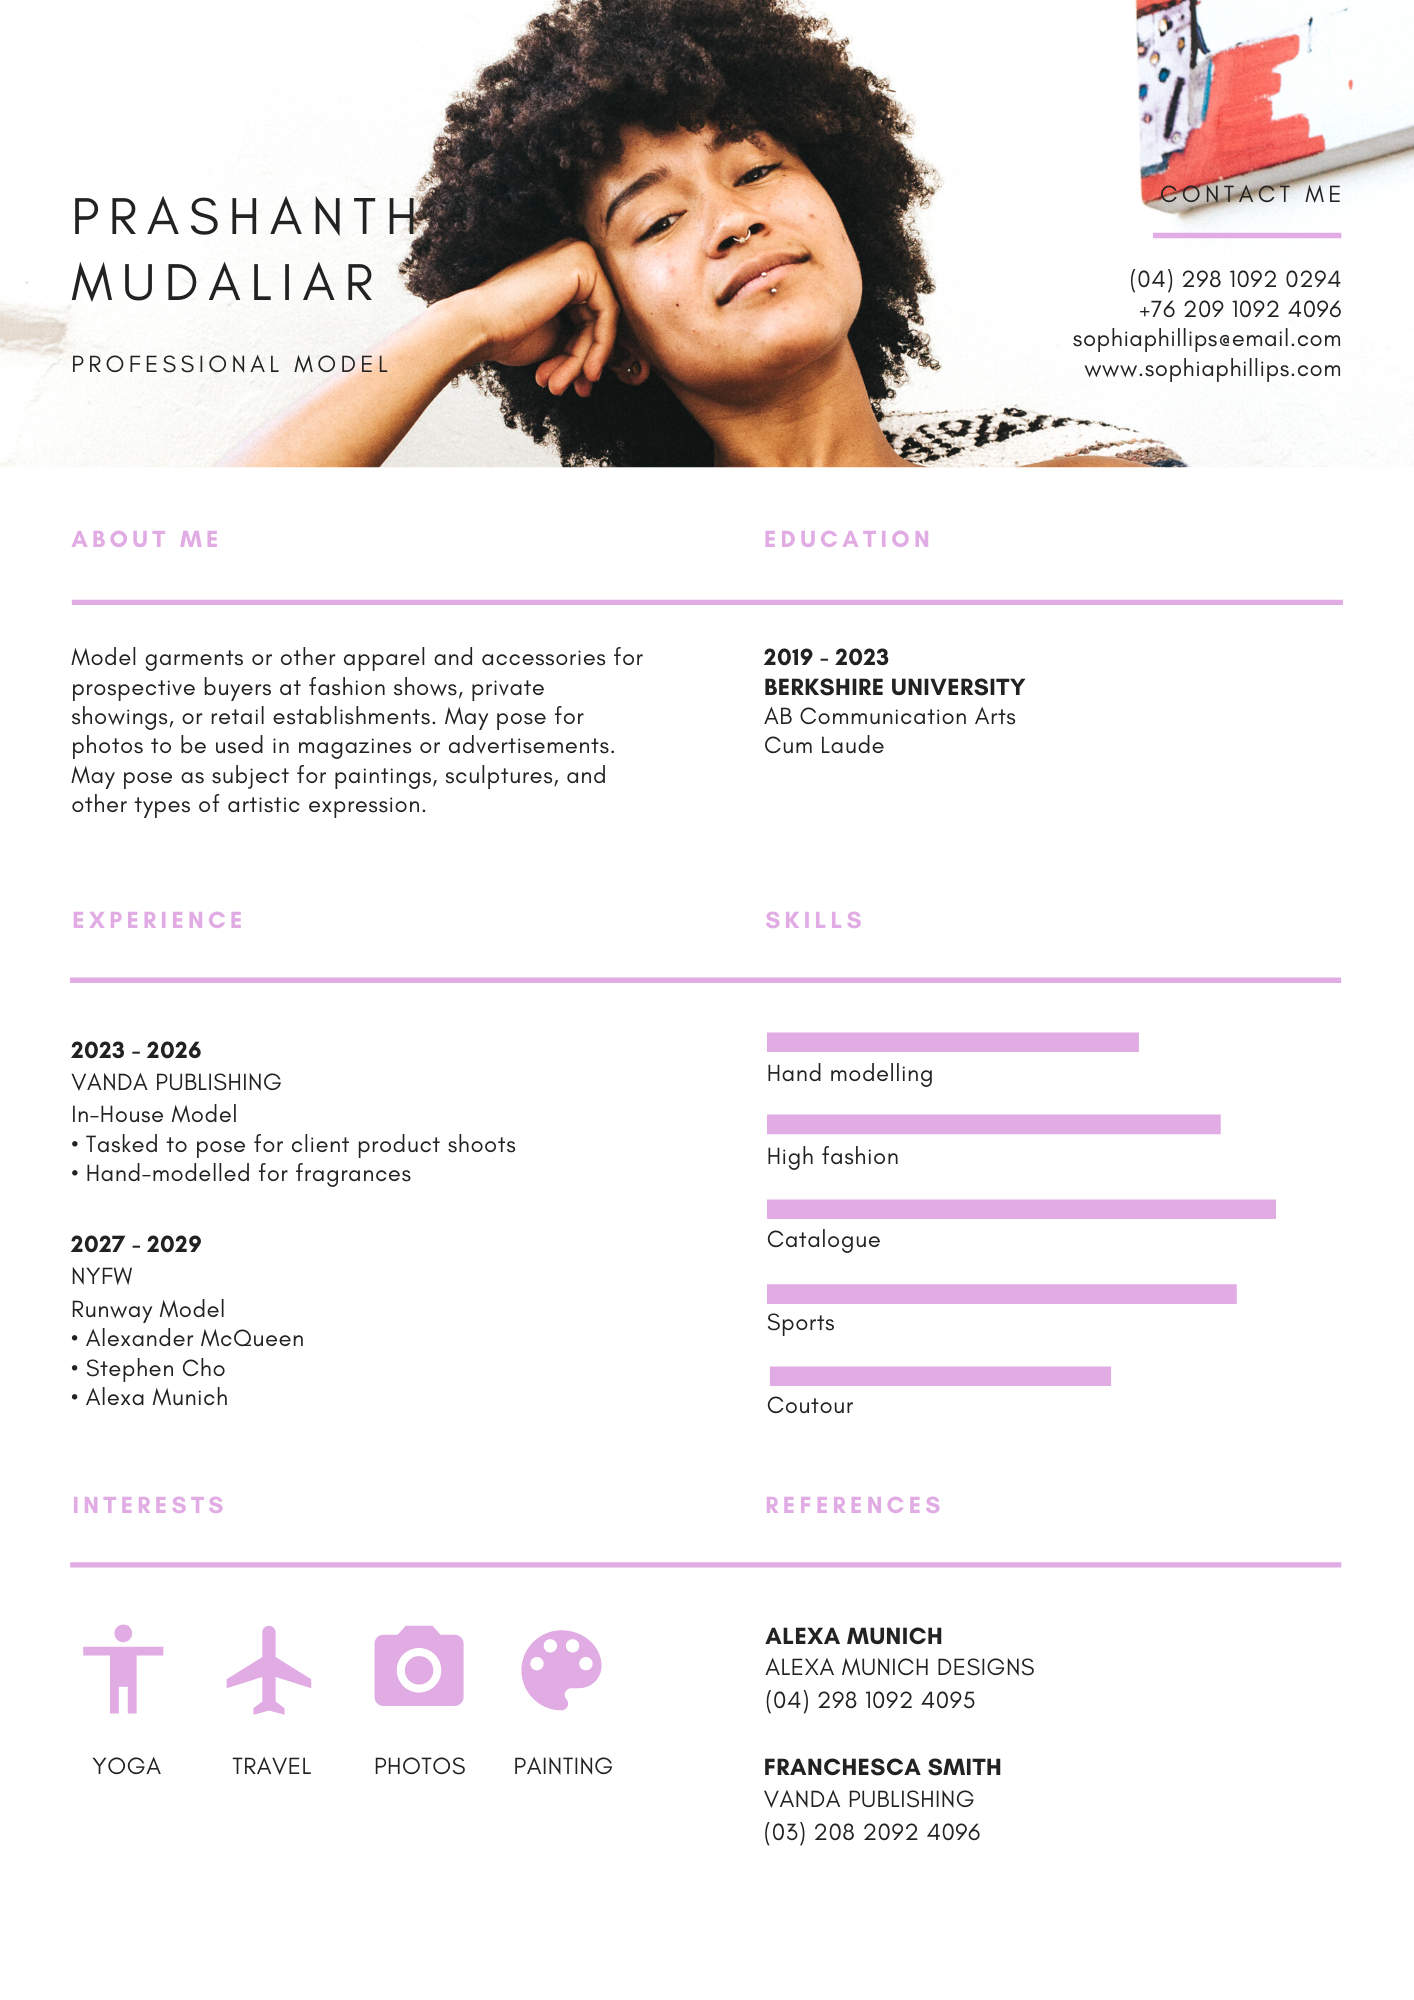 PRASHANTH
MUDALIAR
PROFESSIONAL MODEL
CONTACT ME
(04) 298 1092 0294
+76 209 1092 4096
sophiaphillips@email.com
www.sophiaphillips.com
ABOUT ME
Model garments or other apparel and accessories for
prospective buyers at fashion shows, private
showings, or retail establishments. May pose for
photos to be used in magazines or advertisements.
May pose as subject for paintings, sculptures, and
other types of artistic expression.
EDUCATION
2019 - 2023
BERKSHIRE UNIVERSITY
AB Communication Arts
Cum Laude
EXPERIENCE
2023 - 2026
VANDA PUBLISHING
In-House Model
• Tasked to pose for client product shoots
• Hand-modelled for fragrances
2027 - 2029
NYFW
Runway Model
• Alexander McQueen
• Stephen Cho
• Alexa Munich
SKILLS
Hand modelling
High fashion
Catalogue
Sports
Coutour
INTERESTS
YOGA
TRAVEL
PHOTOS
PAINTING
REFERENCES
ALEXA MUNICH
ALEXA MUNICH DESIGNS
(04) 298 1092 4095
FRANCHESCA SMITH
VANDA PUBLISHING
(03) 208 2092 4096